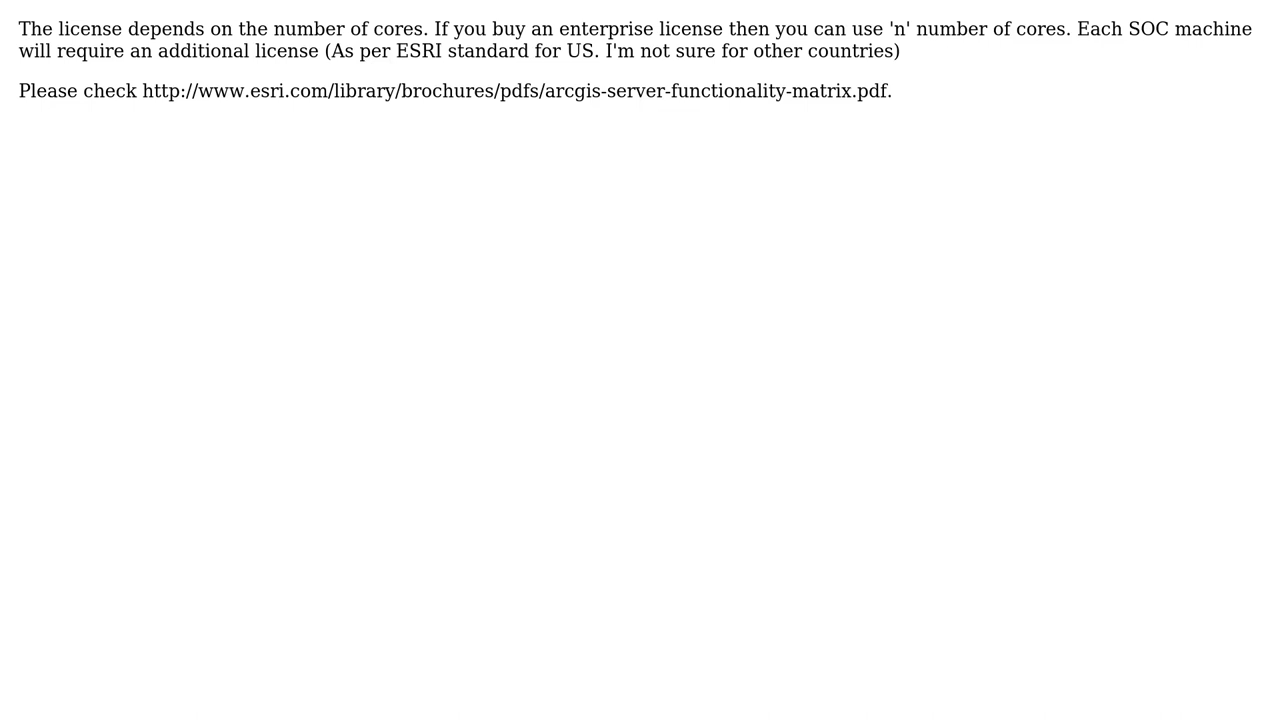 The license depends on the number of cores. If you buy an enterprise license then you can use 'n' number of cores. Each SOC machine
will require an additional license (As per ESRI standard for US. I'm not sure for other countries)
Please check http://www.esri.com/library/brochures/pdfs/arcgis-server-functionality-matrix.pdf.